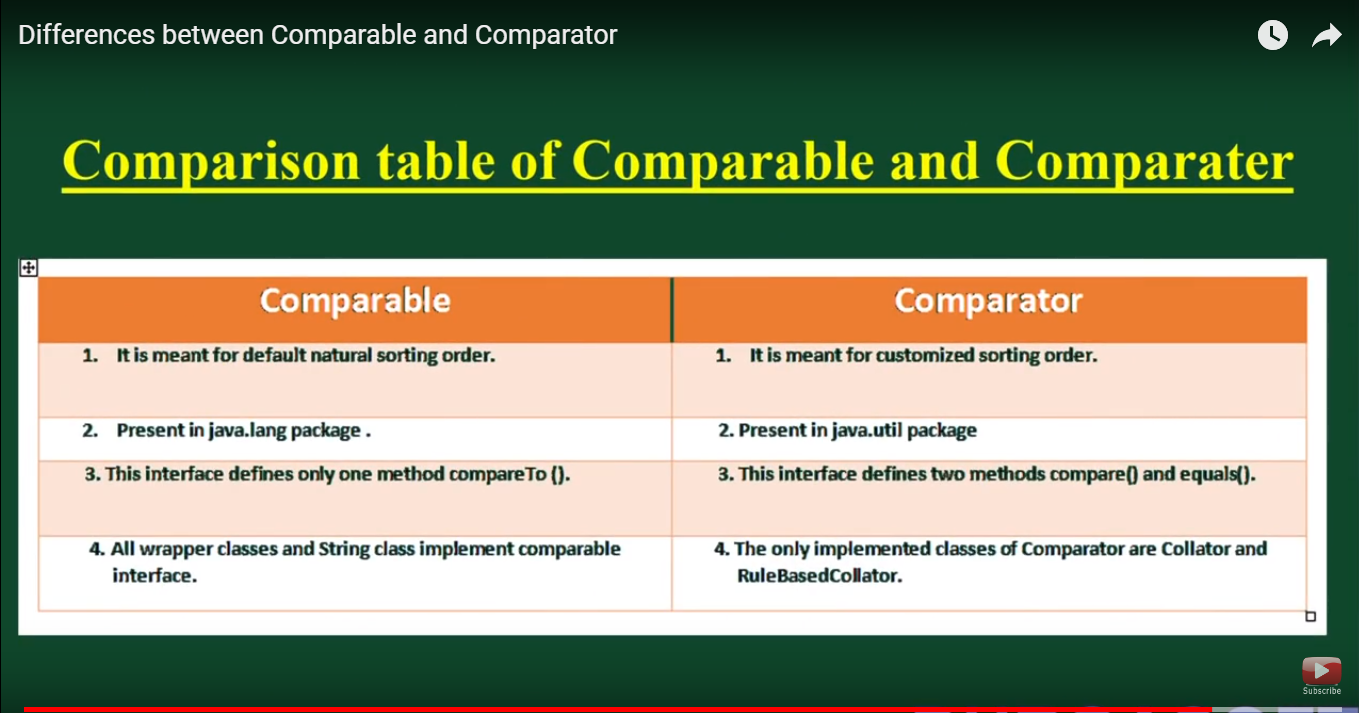 Differences between Comparable and Comparator
Comparison table of Comparable and Comparater
Comparable
Comparator
1. It is meant for default natural sorting order.
1. It is meant for customized sorting order.
2. Present in java.lang package .
2. Present in java.util package
3. This interface defines only one method compareTo ().
3. This interface defines two methods compare() and equals().
4. All wrapper classes and String class implement comparable
interface.
4. The only implemented classes of Comparator are Collator and
RuleBasedCollator.
Subscribe